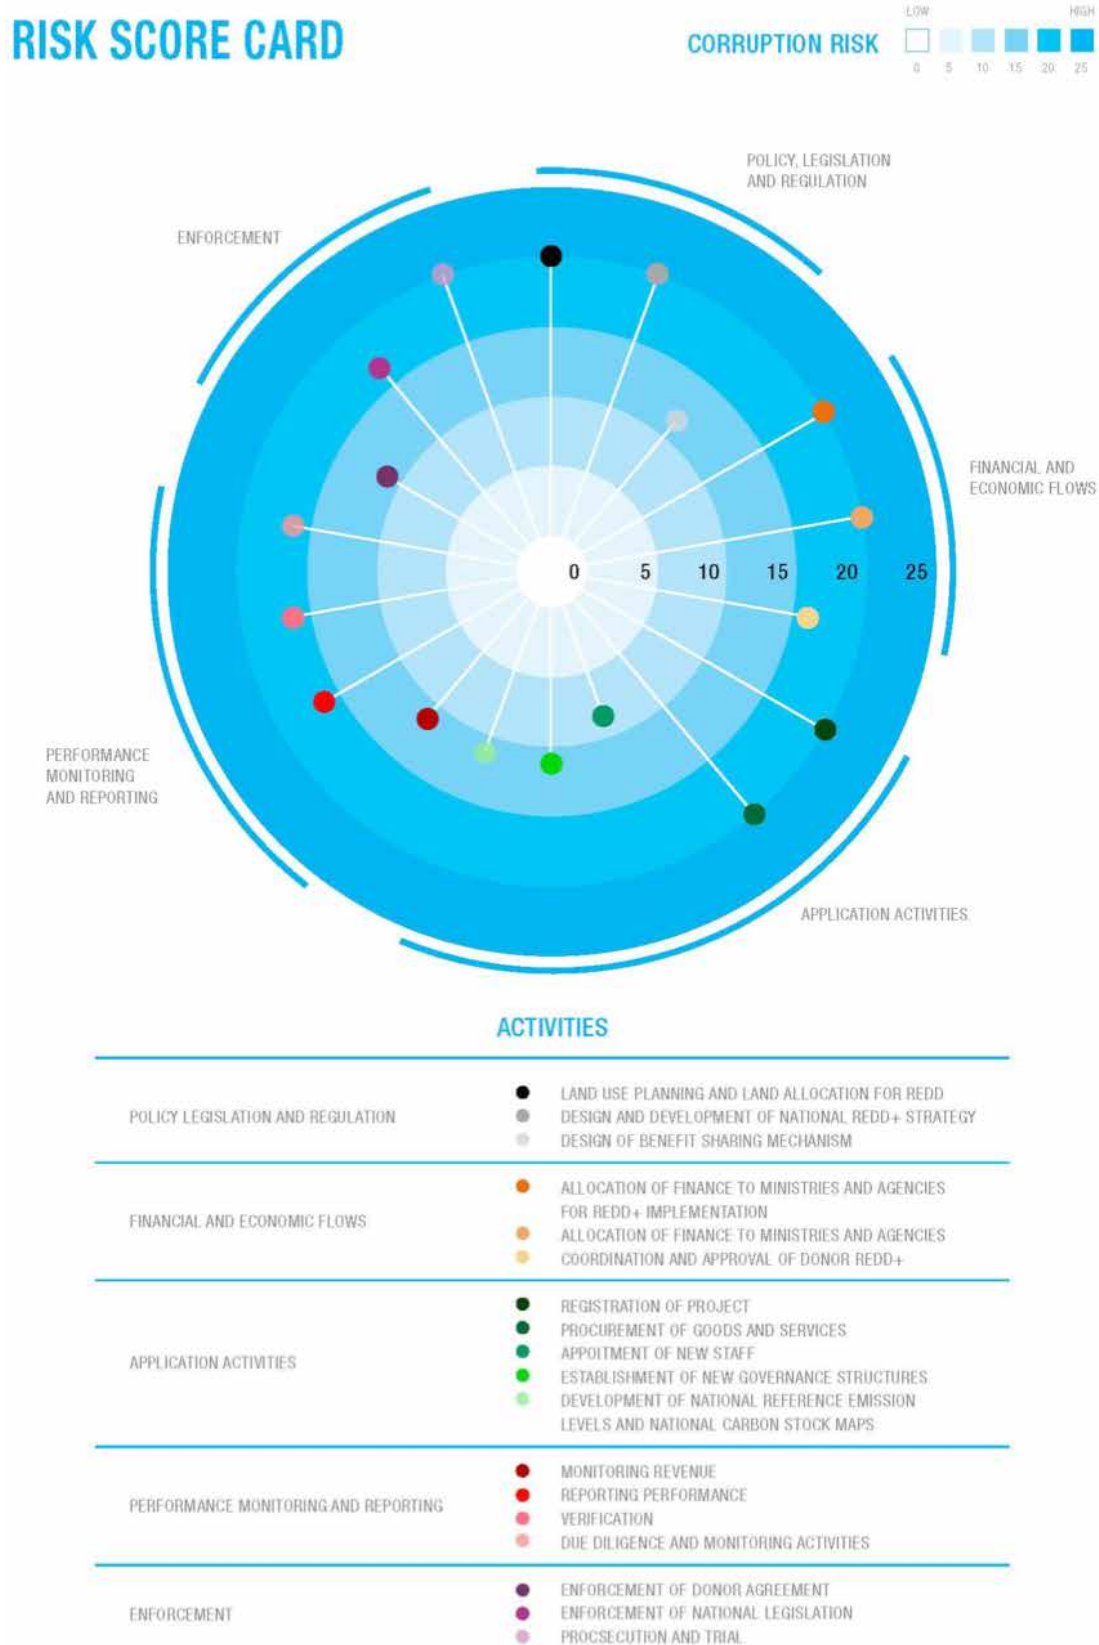 RISK SCORE CARD
LOW HIGH
CORRUPTION RISK
0 5 10 15 20 25
POLICY, LEGISLATION
AND REGULATION
ENFORCEMENT
FINANCIAL AND
ECONOMIC FLOWS
0 5 10 15 20 25
PERFORMANCE
MONITORING
AND REPORTING
APPLICATION ACTIVITIES
ACTIVITIES
POLICY LEGISLATION AND REGULATION
LAND USE PLANNING AND LAND ALLOCATION FOR REDD
DESIGN AND DEVELOPMENT OF NATIONAL REDD+ STRATEGY
DESIGN OF BENEFIT SHARING MECHANISM
FINANCIAL AND ECONOMIC FLOWS
ALLOCATION OF FINANCE TO MINISTRIES AND AGENCIES
FOR REDD+ IMPLEMENTATION
ALLOCATION OF FINANCE TO MINISTRIES AND AGENCIES
COORDINATION AND APPROVAL OF DONOR REDD+
APPLICATION ACTIVITIES
REGISTRATION OF PROJECT
PROCUREMENT OF GOODS AND SERVICES
APPOITMENT OF NEW STAFF
ESTABLISHMENT OF NEW GOVERNANCE STRUCTURES
DEVELOPMENT OF NATIONAL REFERENCE EMISSION
LEVELS AND NATIONAL CARBON STOCK MAPS
PERFORMANCE MONITORING AND REPORTING
MONITORING REVENUE
REPORTING PERFORMANCE
VERIFICATION
DUE DILIGENCE AND MONITORING ACTIVITIES
ENFORCEMENT
ENFORCEMENT OF DONOR AGREEMENT
ENFORCEMENT OF NATIONAL LEGISLATION
PROCSECUTION AND TRIAL